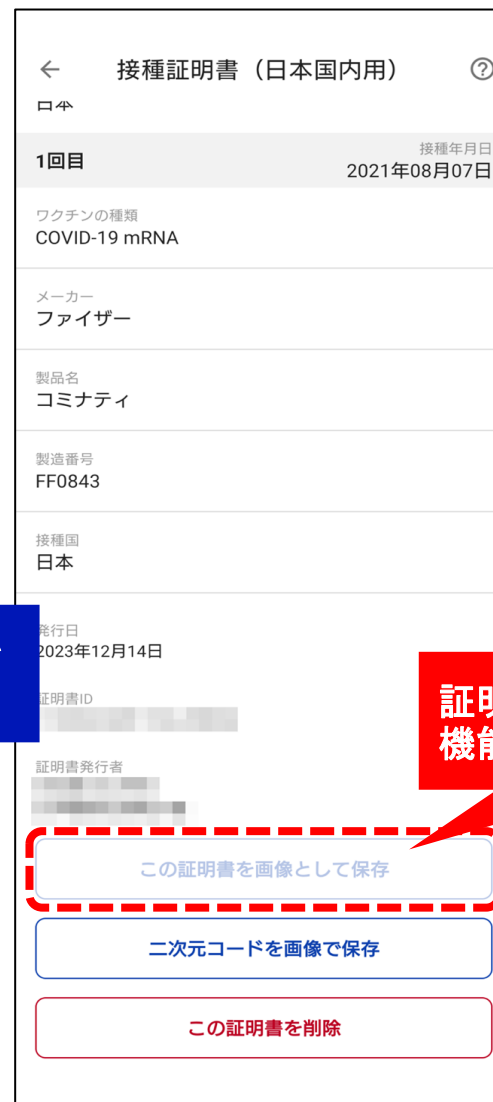 接種証明書（日本国内用）
日本
1回目
接種年月日
2021年08月07日
ワクチンの種類
COVID-19 mRNA
メーカー
ファイザー
製品名
コミナティ
製造番号
FF0843
接種国
日本
発行日
2023年12月14日
証明書ID
証明書発行者
証明
機能
この証明書を画像として保存
二次元コードを画像で保存
この証明書を削除